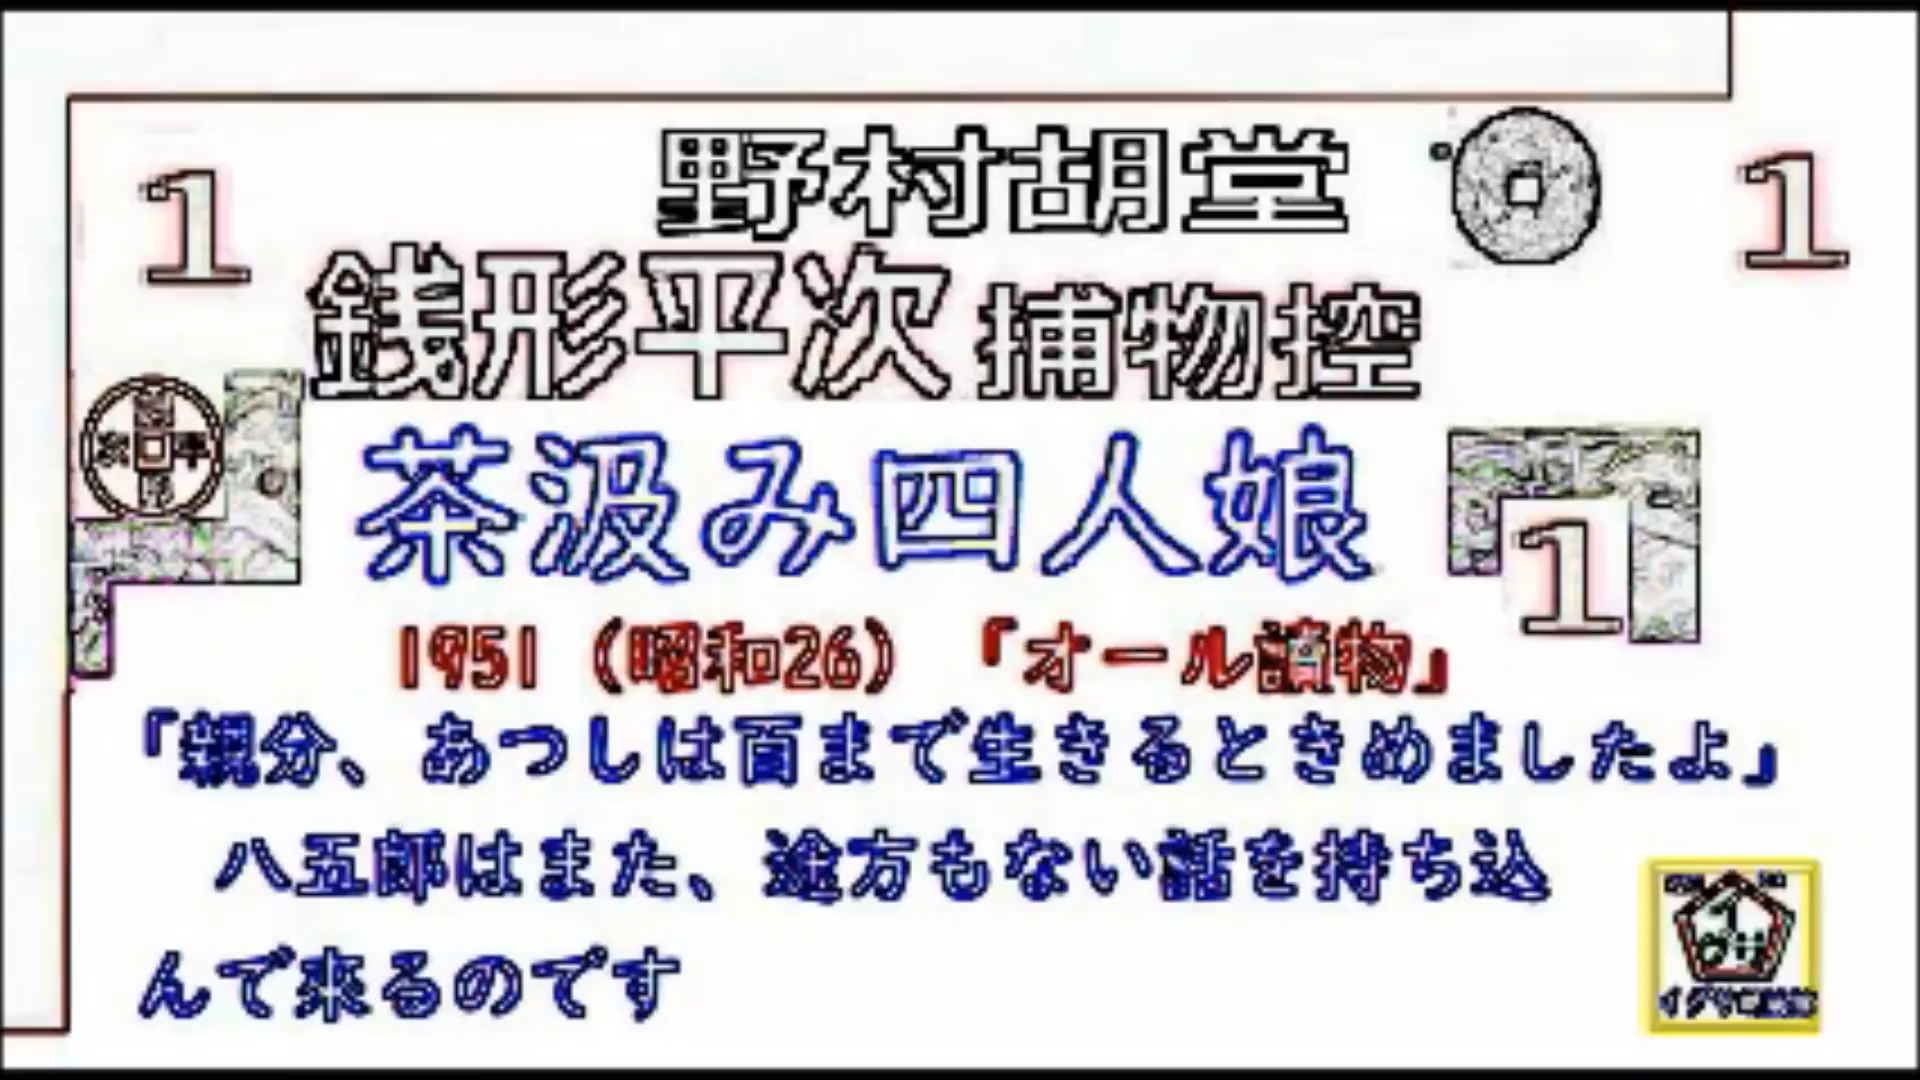 野村胡堂
1
1
銭形平次 捕物控
茶汲み四人娘
1
1951（昭和26）「オール讀物」
「親分、あつしは百まで生きるときめましたよ」
八五郎はまた、途方もない話を持ち込
んで来るのです